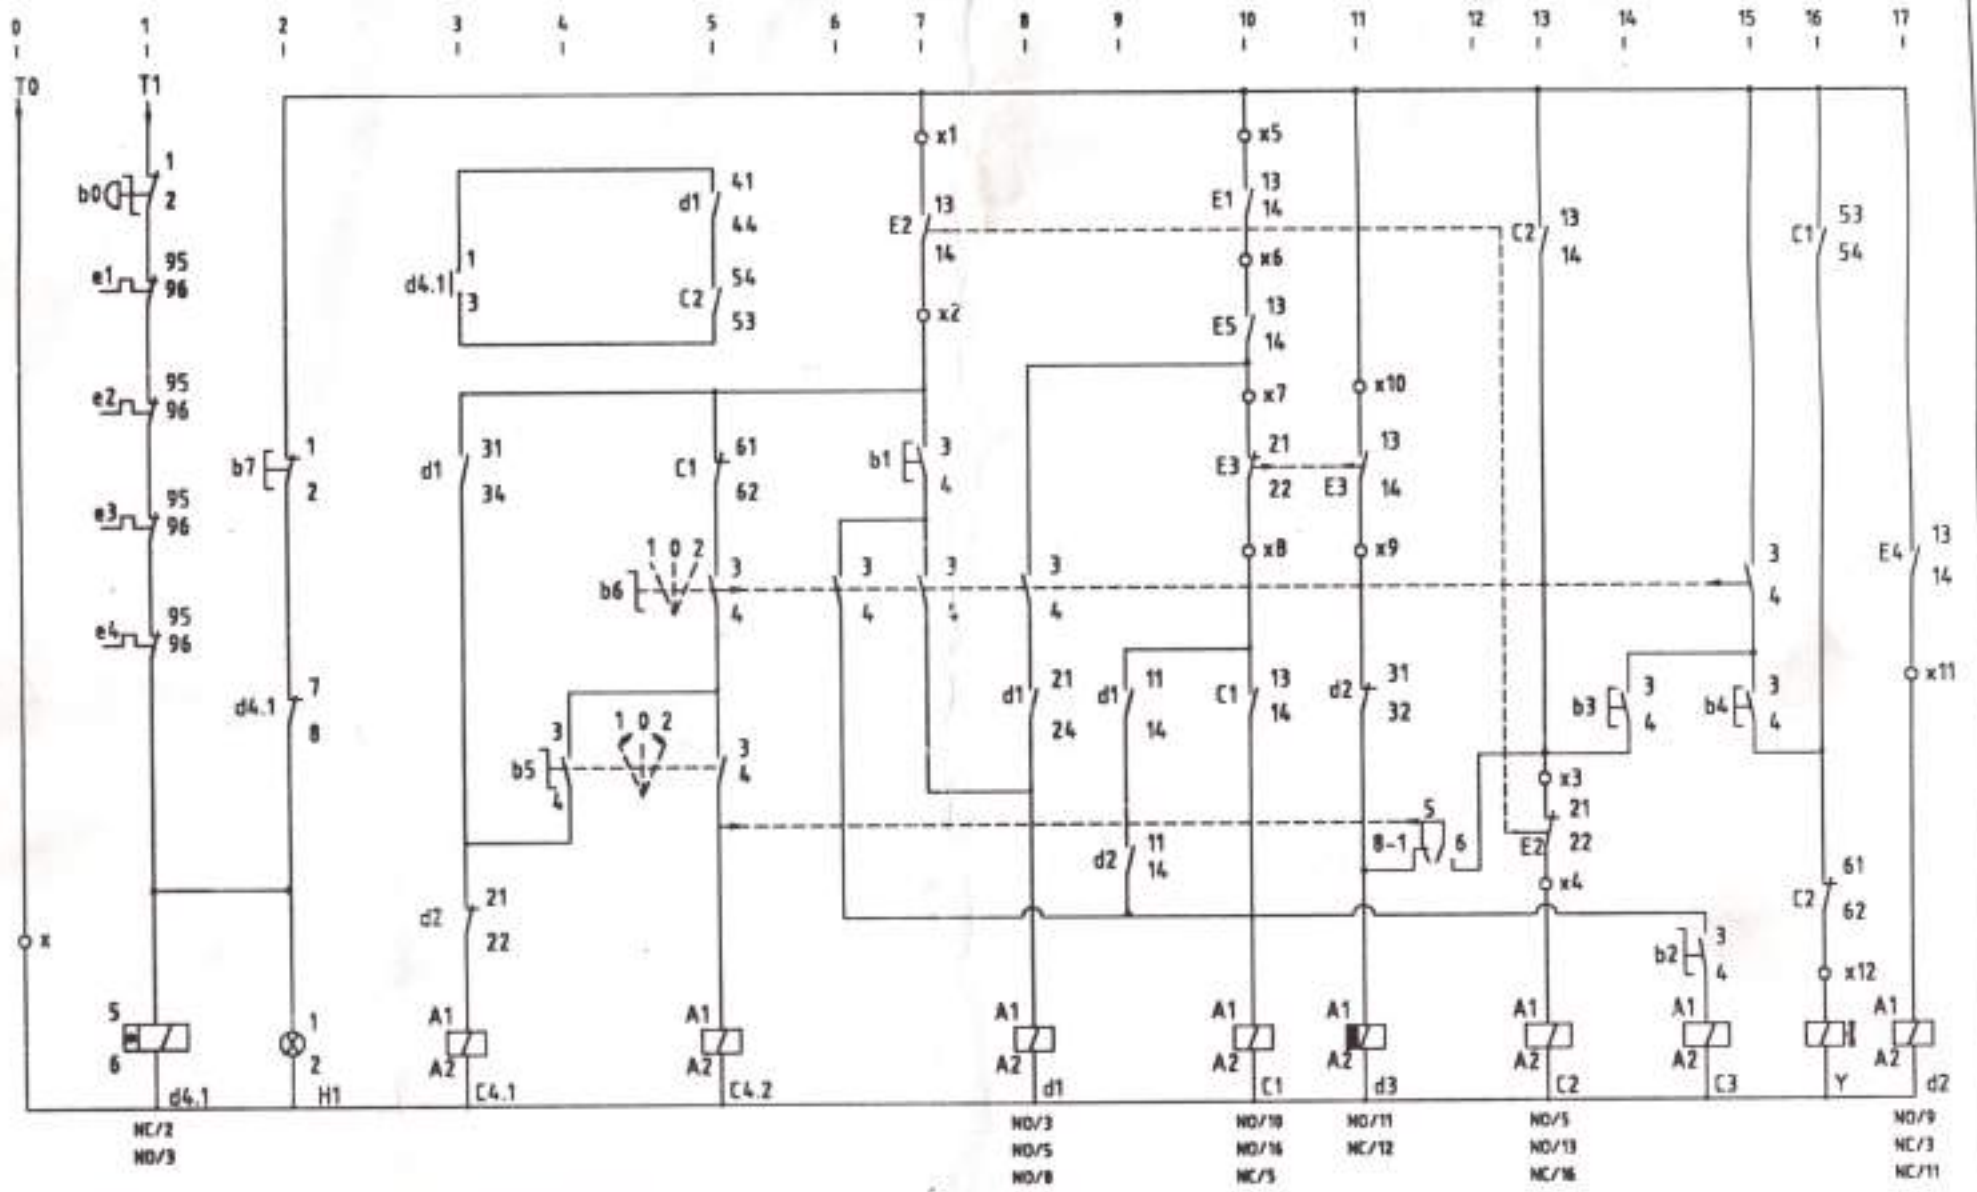 0 1 2 3 4 5 6 7 8 9 10 11 12 13 14 15 16 17
T0 T1
x1 x5
1
b0
2
41
d1
44
13
E2
14
13
E1
14
13
C2
14
53
C1
54
95
e1
96
1
d4.1
3
54
C2
53
x6
x2
13
E5
14
95
e2
96
x7
x10
1
b7
2
31
d1
34
61
C1
62
3
b1
4
21
E3
22
13
E3
14
95
e3
96
x8
x9
13
E4
14
1 0 2
b6
3
4
3
4
3
4
3
4
3
4
95
e4
96
x11
7
d4.1
8
21
d1
24
11
d1
14
13
C1
14
31
d2
32
3
b3
4
3
b4
4
1 0 2
3
b5
4
3
4
x3
5
8-1
6
21
E2
22
11
d2
14
x4
21
d2
22
61
C2
62
x
3
b2
4
x12
5
6
d4.1
1
2
H1
A1
A2
C4.1
A1
A2
C4.2
A1
A2
d1
A1
A2
C1
A1
A2
d3
A1
A2
C2
A1
A2
C3
Y
A1
A2
d2
NC/2
NO/3
NO/3
NO/5
NO/8
NO/10
NO/16
NC/5
NO/11
NC/12
NO/5
NO/13
NC/16
NO/9
NC/3
NC/11